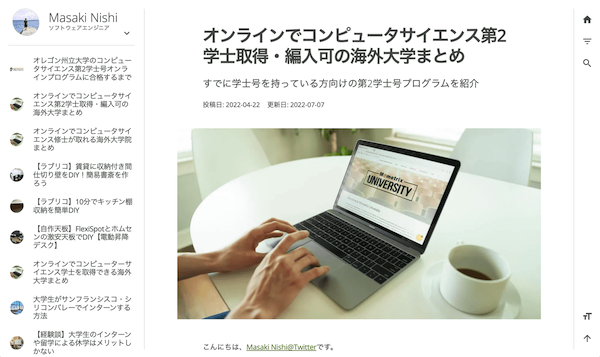 Masaki Nishi
ソフトウェアエンジニア
オレゴン州立大学のコンピュー
タサイエンス第2学士号オンラ
インプログラムに合格するまで
オンラインでコンピュータサイ
エンス第2学士取得・編入可の
海外大学まとめ
オンラインでコンピュータサイ
エンス修士が取れる海外大学院
まとめ
【ラブリコ】賃貸に収納付き間
仕切り壁をDIY！簡易書斎を作
ろう
【ラブリコ】10分でキッチン棚
収納を簡単DIY
【自作天板】FlexiSpotとホムセ
ンの激安天板でDIY【電動昇降
デスク】
オンラインでコンピューターサ
イエンス学士を取得できる海外
大学まとめ
大学生がサンフランシスコ・シ
リコンバレーでインターンする
方法
【経験談】大学生のインターン
や留学による休学はメリットし
かない
オンラインでコンピュータサイエンス第2
学士取得・編入可の海外大学まとめ
すでに学士号を持っている方向けの第2学士号プログラムを紹介
投稿日: 2022-04-22 更新日: 2022-07-07
Mometrix
UNIVERSITY
こんにちは、Masaki Nishi@Twitterです。